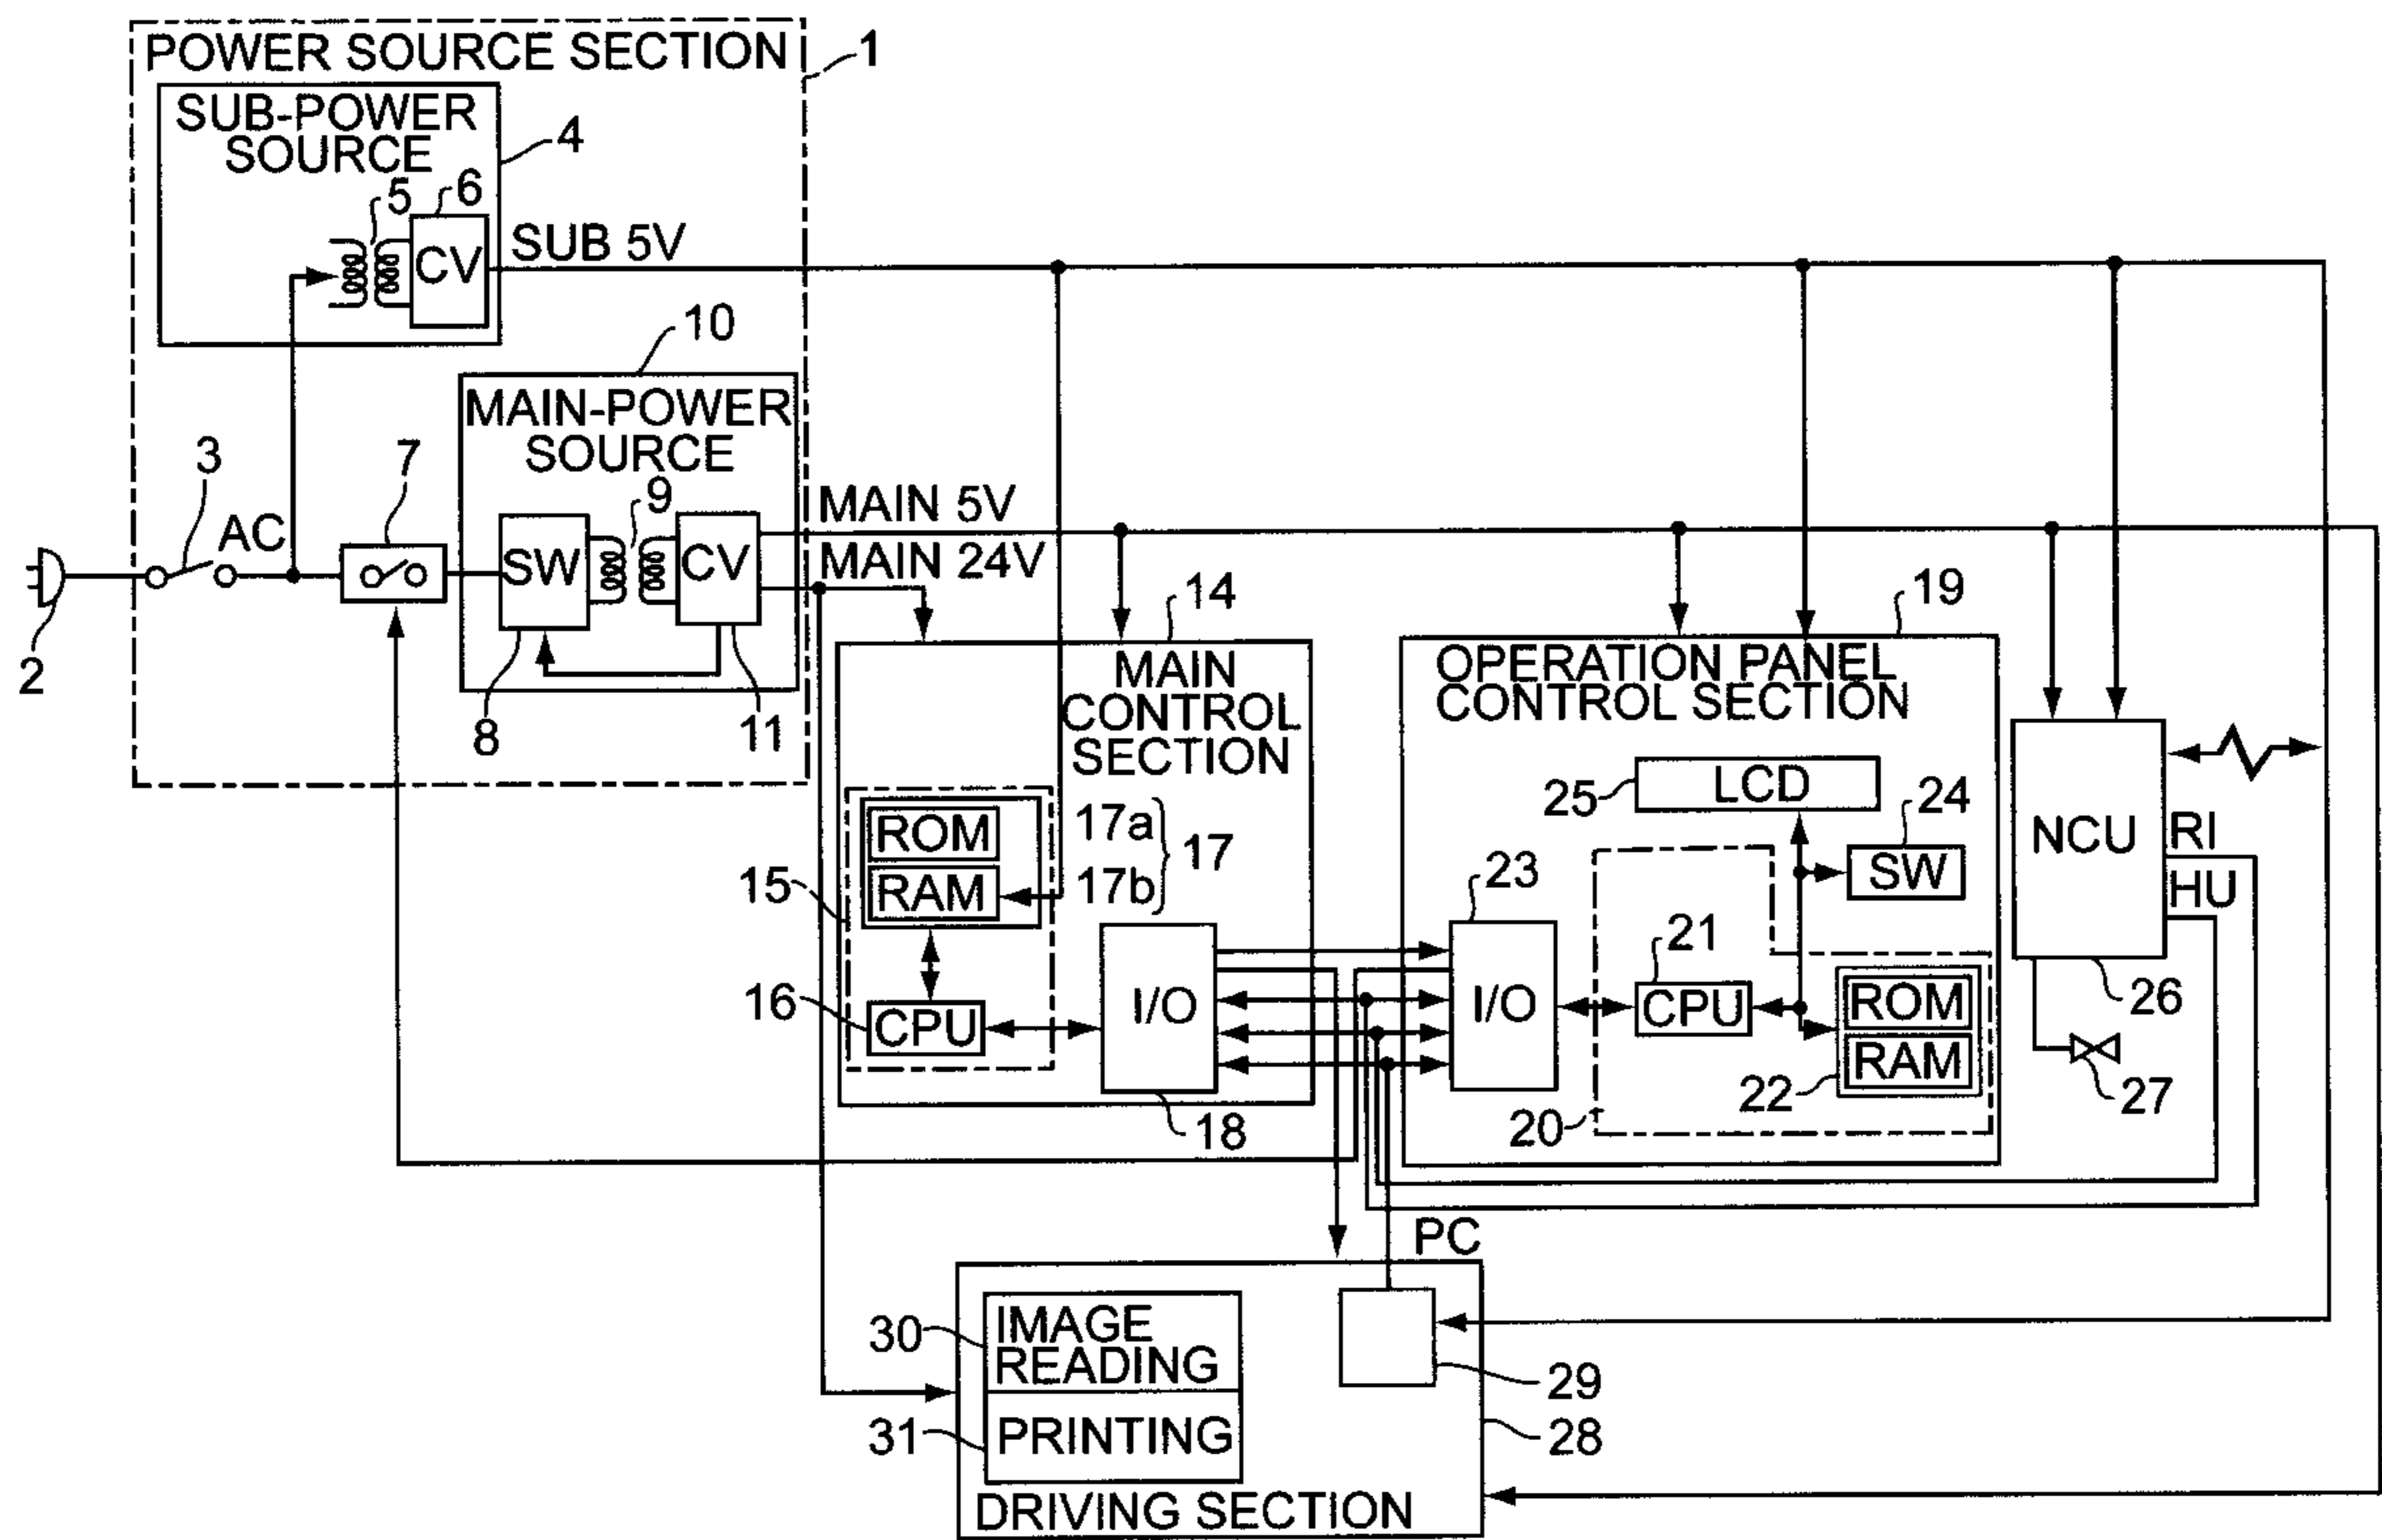 POWER SOURCE SECTION
1
SUB-POWER
SOURCE
4
5
6
CV
SUB 5V
10
MAIN-POWER
SOURCE
3
AC
7
9
SW
CV
MAIN 5V
MAIN 24V
2
8
11
14
19
MAIN
CONTROL
SECTION
OPERATION PANEL
CONTROL SECTION
25
LCD
24
SW
NCU
RI
HU
ROM
RAM
17a
17b
17
15
23
21
16
CPU
I/O
I/O
CPU
ROM
RAM
22
20
26
27
18
PC
30
IMAGE
READING
29
31
PRINTING
28
DRIVING SECTION